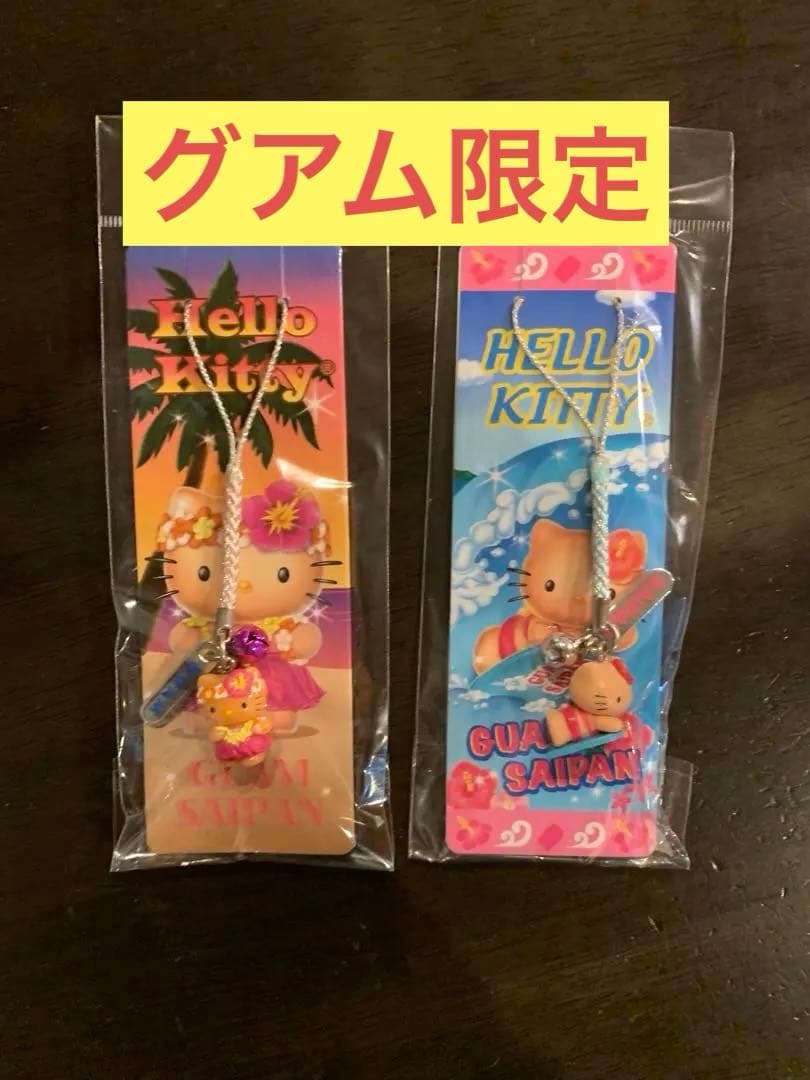 グアム限定
Hello
Kitty®
GUAM
SAIPAN
HELLO
KITTY
GUA
SAIPAN